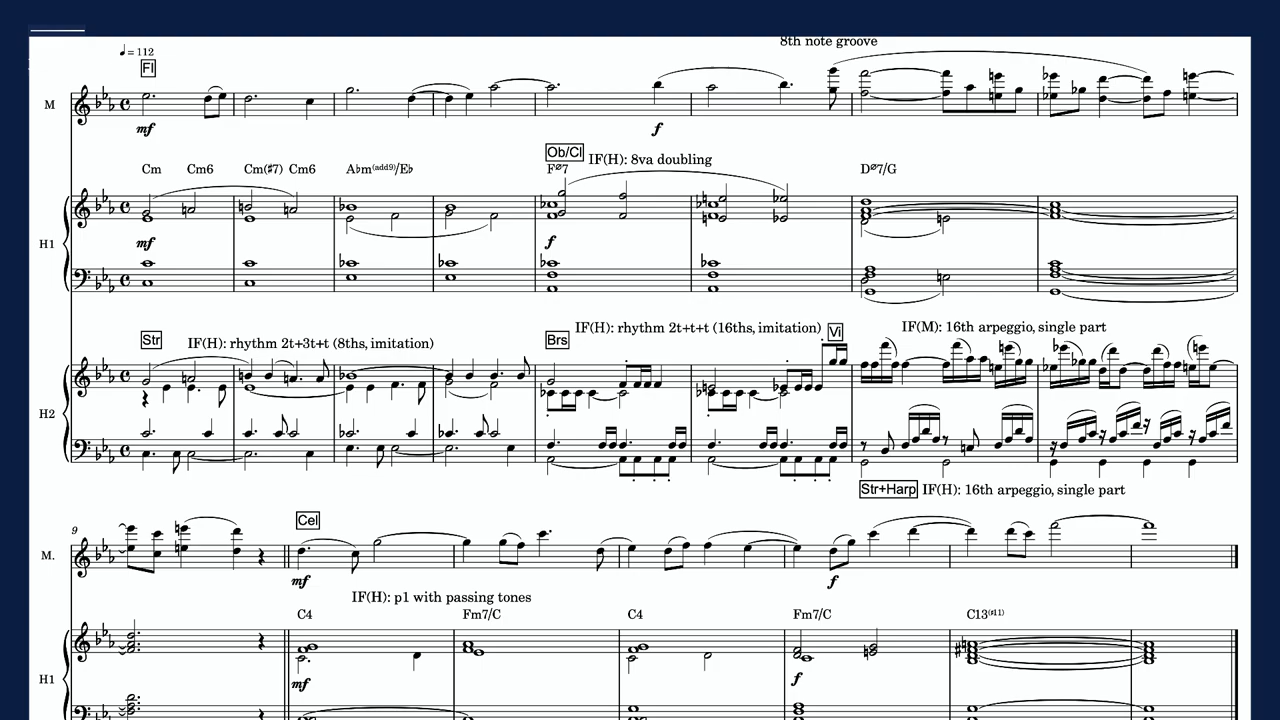 8th note groove
♩= 112
Fl
M
mf
f
Ob/Cl IF(H): 8va doubling
Cm Cm6 Cm(♯7) Cm6 A♭m(add9)/E♭ Fø7 Dø7/G
H1
mf
f
Str IF(H): rhythm 2t+3t+t (8ths, imitation) Brs IF(H): rhythm 2t+t+t (16ths, imitation) Vi IF(M): 16th arpeggio, single part
H2
Str+Harp IF(H): 16th arpeggio, single part
Cel
9
M.
mf
f
IF(H): p1 with passing tones
C4 Fm7/C C4 Fm7/C C13(♯11)
H1
mf
f